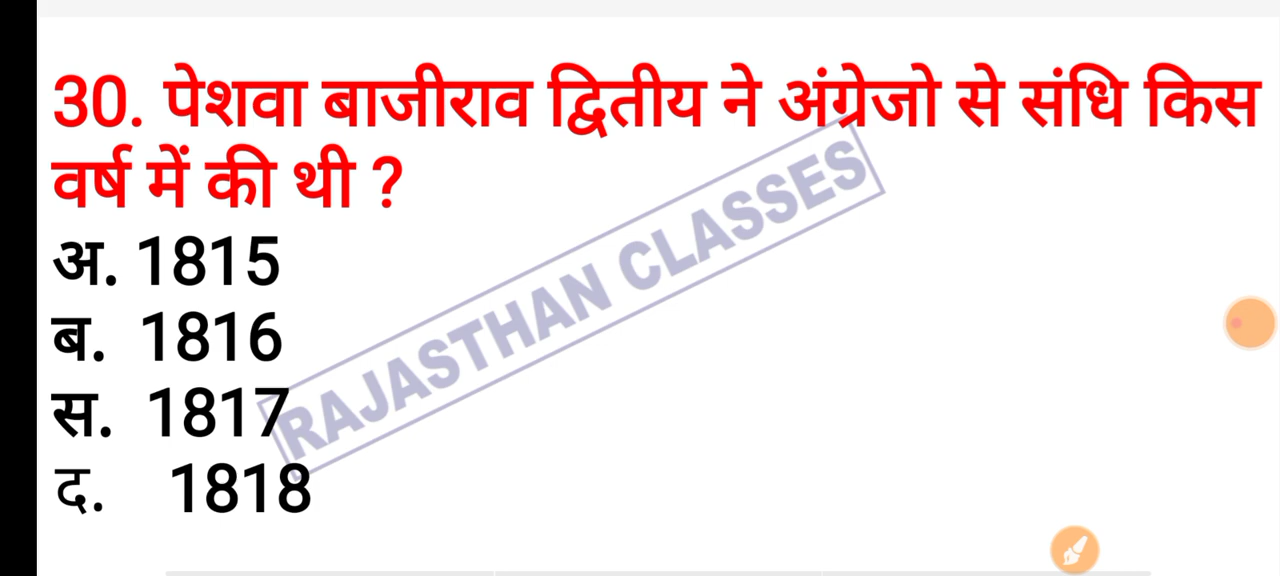 30. पेशवा बाजीराव द्वितीय ने अंग्रेजो से संधि किस
वर्ष में की थी ?
अ. 1815
ब. 1816
स. 1817
द. 1818
RAJASTHAN CLASSES